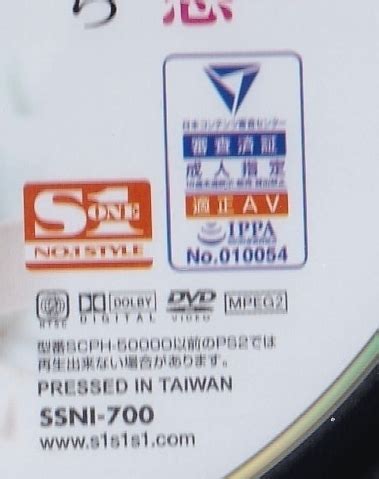 ら 恋
日本コンテンツ審査センター
審査済証
成人指定
適正AV
IPPA
No.010054
S1
ONE
NO.1 STYLE
NTSC
DOLBY
DIGITAL
DVD
VIDEO
MPEG2
型番SCPH-50000以前のPS2では
再生出来ない場合があります。
PRESSED IN TAIWAN
SSNI-700
www.s1s1s1.com